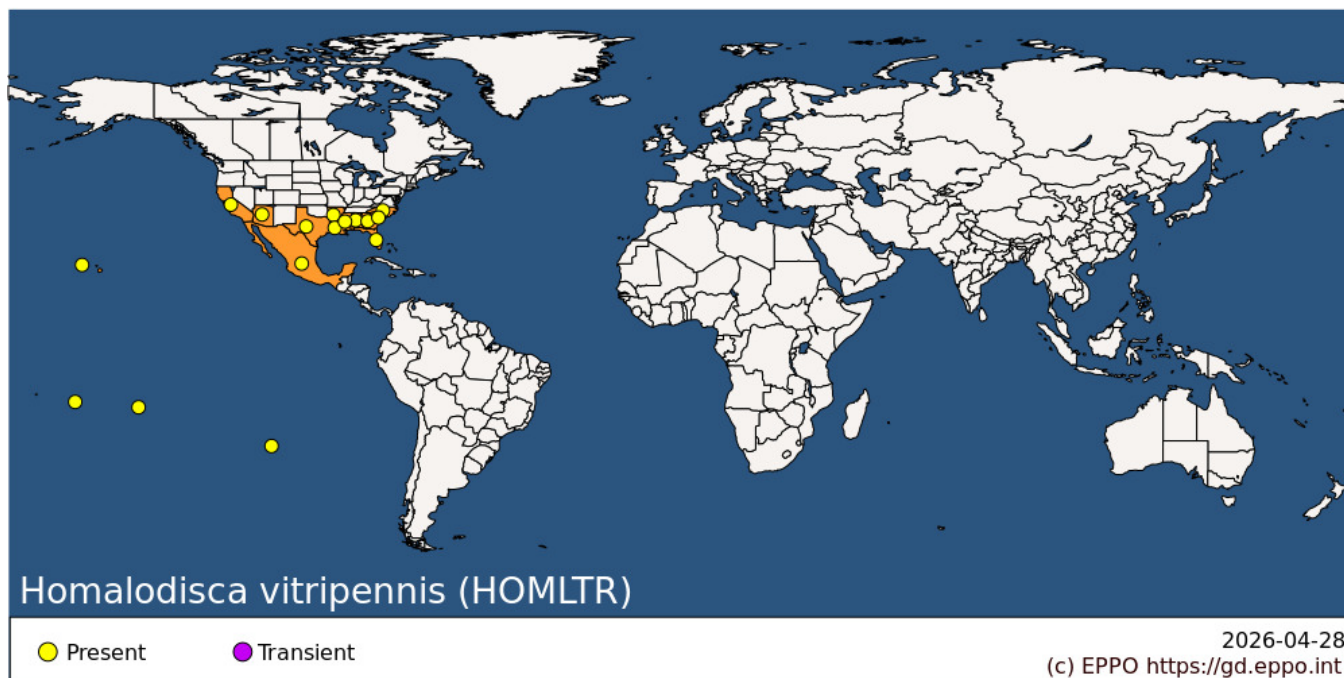 Homalodisca vitripennis (HOMLTR)
Present
Transient
2026-04-28
(c) EPPO https://gd.eppo.int